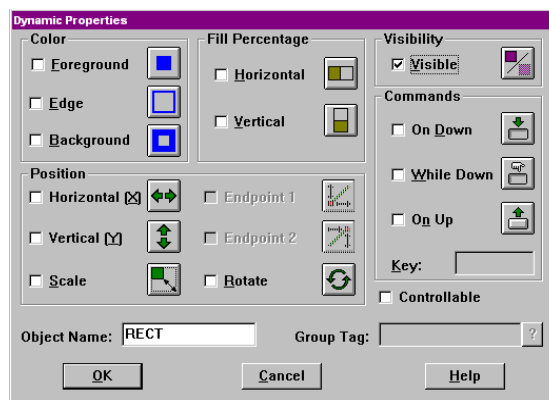 Dynamic Properties
Color
Foreground
Edge
Background
Fill Percentage
Horizontal
Vertical
Visibility
Visible
Commands
On Down
While Down
On Up
Key:
Position
Horizontal (X)
Vertical (Y)
Scale
Endpoint 1
Endpoint 2
Rotate
Controllable
Object Name: RECT
Group Tag: ?
OK Cancel Help